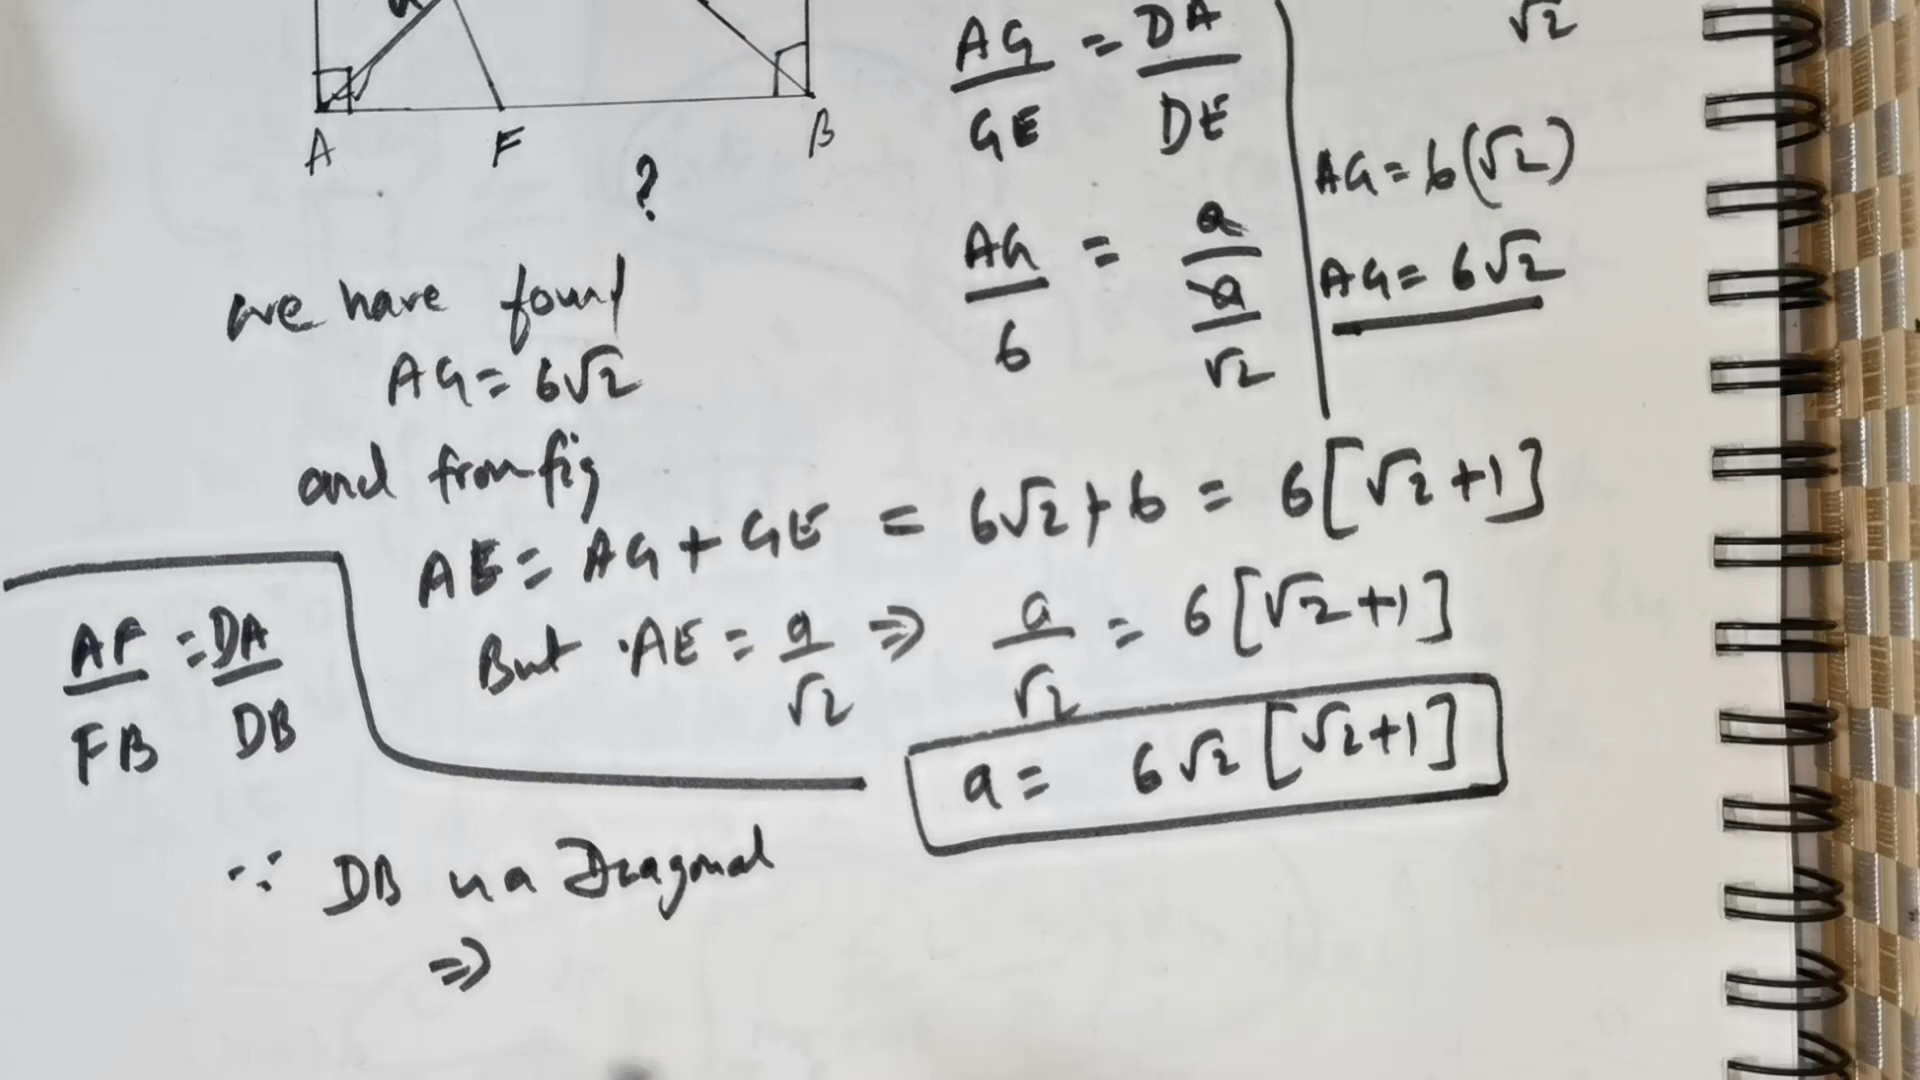 A F B
?
AG/GE = DA/DE
AG/6 = a/(a/√2)
√2
AG = 6(√2)
AG = 6√2
we have found
AG = 6√2
and from fig
AE = AG + GE = 6√2 + 6 = 6[√2+1]
But AE = a/√2 ⇒ a/√2 = 6[√2+1]
a = 6√2[√2+1]
AF/FB = DA/DB
∵ DB is a Diagonal
⇒